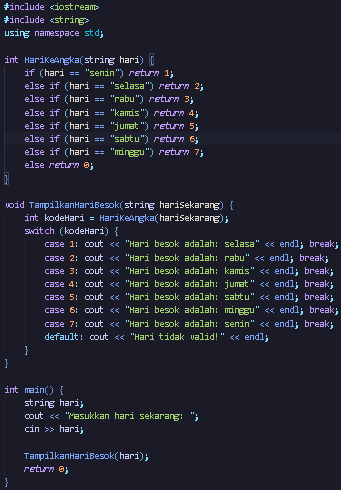 #include <iostream>
#include <string>
using namespace std;

int HariKeAngka(string hari) {
    if (hari == "senin") return 1;
    else if (hari == "selasa") return 2;
    else if (hari == "rabu") return 3;
    else if (hari == "kamis") return 4;
    else if (hari == "jumat") return 5;
    else if (hari == "sabtu") return 6;
    else if (hari == "minggu") return 7;
    else return 0;
}

void TampilkanHariBesok(string hariSekarang) {
    int kodeHari = HariKeAngka(hariSekarang);
    switch (kodeHari) {
        case 1: cout << "Hari besok adalah: selasa" << endl; break;
        case 2: cout << "Hari besok adalah: rabu" << endl; break;
        case 3: cout << "Hari besok adalah: kamis" << endl; break;
        case 4: cout << "Hari besok adalah: jumat" << endl; break;
        case 5: cout << "Hari besok adalah: sabtu" << endl; break;
        case 6: cout << "Hari besok adalah: minggu" << endl; break;
        case 7: cout << "Hari besok adalah: senin" << endl; break;
        default: cout << "Hari tidak valid!" << endl;
    }
}

int main() {
    string hari;
    cout << "Masukkan hari sekarang: ";
    cin >> hari;

    TampilkanHariBesok(hari);
    return 0;
}